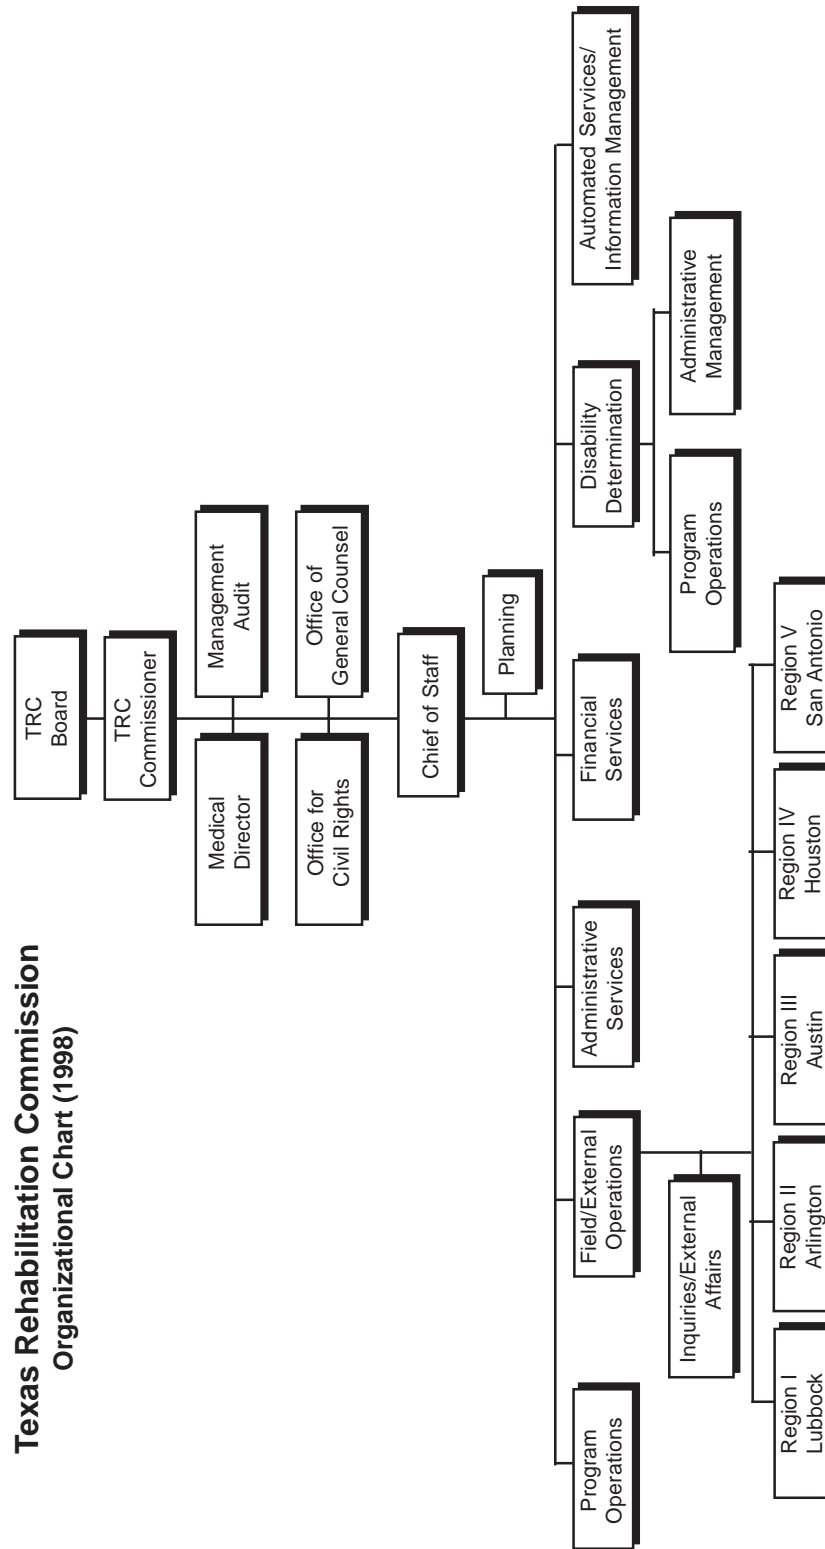 Texas Rehabilitation Commission
Organizational Chart (1998)
TRC
Board
TRC
Commissioner
Medical
Director
Management
Audit
Office for
Civil Rights
Office of
General Counsel
Chief of Staff
Planning
Program
Operations
Field/External
Operations
Administrative
Services
Financial
Services
Disability
Determination
Automated Services/
Information Management
Inquiries/External
Affairs
Program
Operations
Administrative
Management
Region I
Lubbock
Region II
Arlington
Region III
Austin
Region IV
Houston
Region V
San Antonio